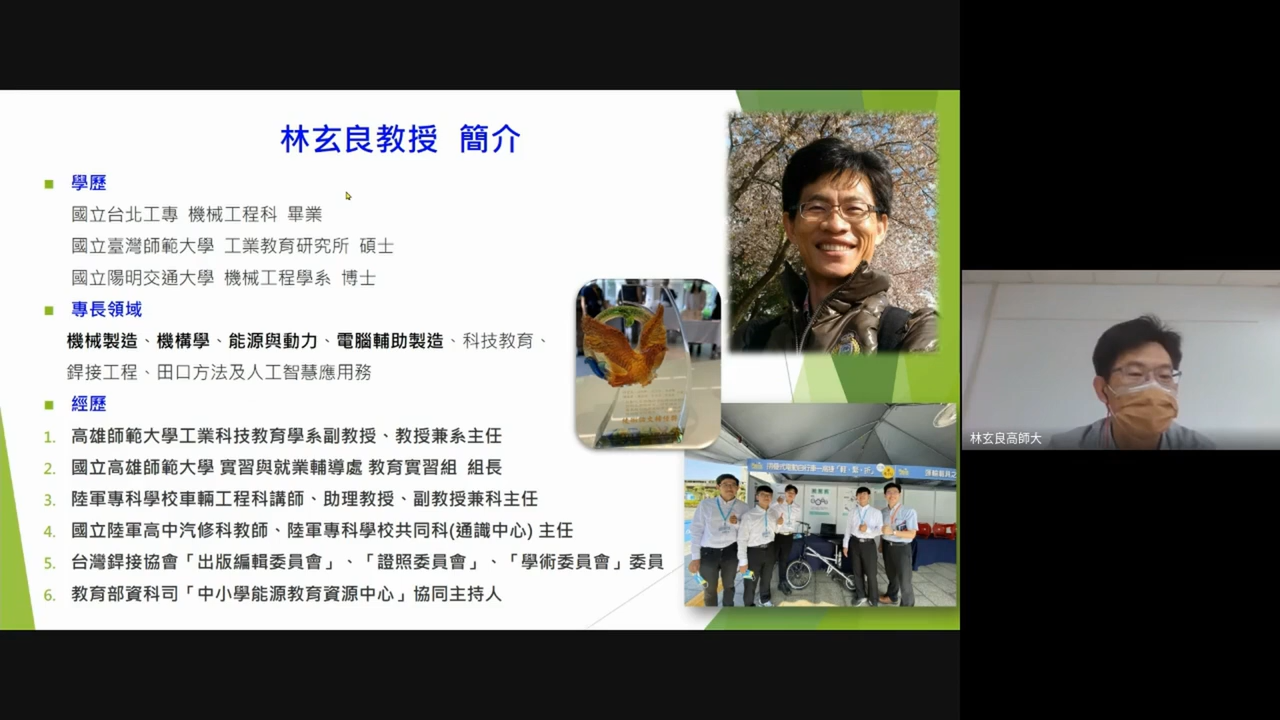 林玄良教授 簡介
學歷
國立台北工專 機械工程科 畢業
國立臺灣師範大學 工業教育研究所 碩士
國立陽明交通大學 機械工程學系 博士
專長領域
機械製造、機構學、能源與動力、電腦輔助製造、科技教育、
銲接工程、田口方法及人工智慧應用務
經歷
1. 高雄師範大學工業科技教育學系副教授、教授兼系主任
2. 國立高雄師範大學 實習與就業輔導處 教育實習組 組長
3. 陸軍專科學校車輛工程科講師、助理教授、副教授兼科主任
4. 國立陸軍高中汽修科教師、陸軍專科學校共同科(通識中心) 主任
5. 台灣銲接協會「出版編輯委員會」、「證照委員會」、「學術委員會」委員
6. 教育部資科司「中小學能源教育資源中心」協同主持人
林玄良高師大